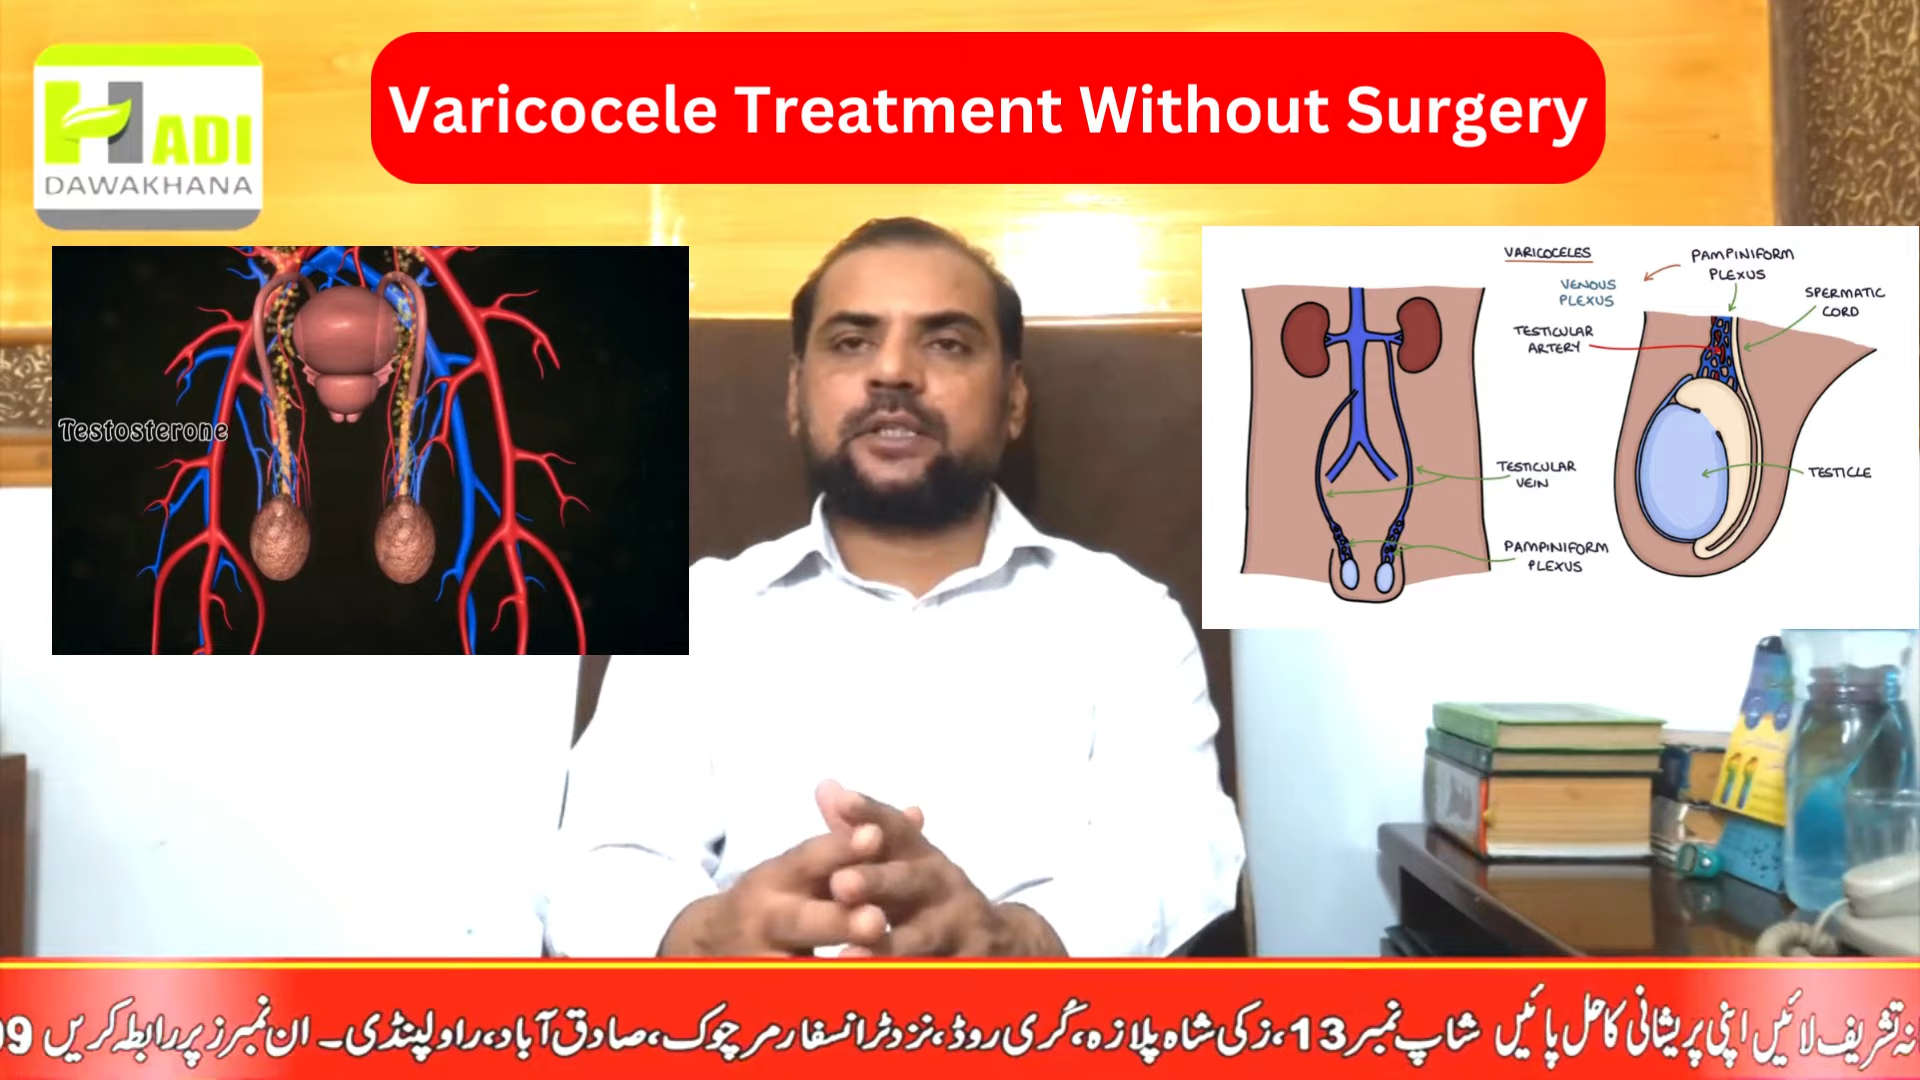 HADI
DAWAKHANA
Varicocele Treatment Without Surgery
Testosterone
VARICOCELES
VENOUS
PLEXUS
PAMPINIFORM
PLEXUS
SPERMATIC
CORD
TESTICULAR
ARTERY
TESTICULAR
VEIN
TESTICLE
PAMPINIFORM
PLEXUS
تشریف لائیں اپنی پریشانی کا حل پائیں شاپ نمبر 13، زکی شاہ پلازہ، کُری روڈ، نزد ٹرانسفارمر چوک، صادق آباد، راولپنڈی۔ ان نمبرز پر رابطہ کریں